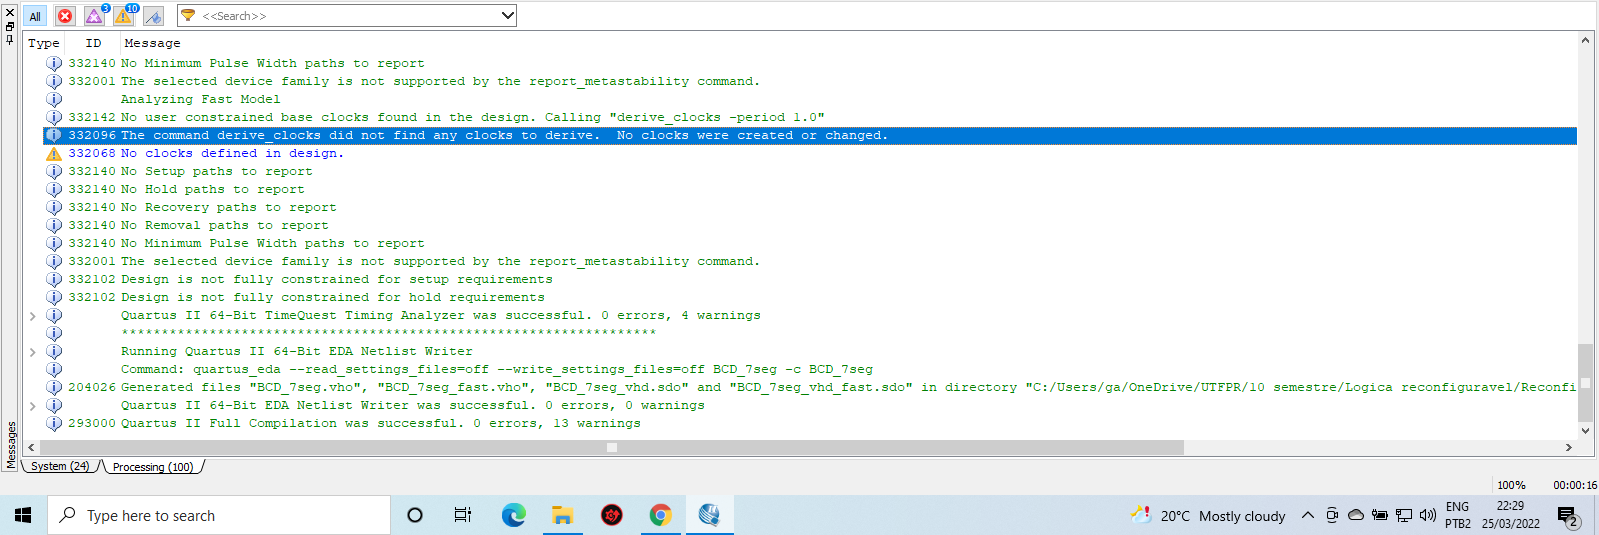 All
3
10
<<Search>>
Type ID Message
332140 No Minimum Pulse Width paths to report
332001 The selected device family is not supported by the report_metastability command.
Analyzing Fast Model
332142 No user constrained base clocks found in the design. Calling "derive_clocks -period 1.0"
332096 The command derive_clocks did not find any clocks to derive.  No clocks were created or changed.
332068 No clocks defined in design.
332140 No Setup paths to report
332140 No Hold paths to report
332140 No Recovery paths to report
332140 No Removal paths to report
332140 No Minimum Pulse Width paths to report
332001 The selected device family is not supported by the report_metastability command.
332102 Design is not fully constrained for setup requirements
332102 Design is not fully constrained for hold requirements
Quartus II 64-Bit TimeQuest Timing Analyzer was successful. 0 errors, 4 warnings
*******************************************************************
Running Quartus II 64-Bit EDA Netlist Writer
Command: quartus_eda --read_settings_files=off --write_settings_files=off BCD_7seg -c BCD_7seg
204026 Generated files "BCD_7seg.vho", "BCD_7seg_fast.vho", "BCD_7seg_vhd.sdo" and "BCD_7seg_vhd_fast.sdo" in directory "C:/Users/ga/OneDrive/UTFPR/10 semestre/Logica reconfiguravel/Reconfi
Quartus II 64-Bit EDA Netlist Writer was successful. 0 errors, 0 warnings
293000 Quartus II Full Compilation was successful. 0 errors, 13 warnings
Messages
System (24) Processing (100)
100% 00:00:16
Type here to search
20°C Mostly cloudy
ENG
PTB2
22:29
25/03/2022
2